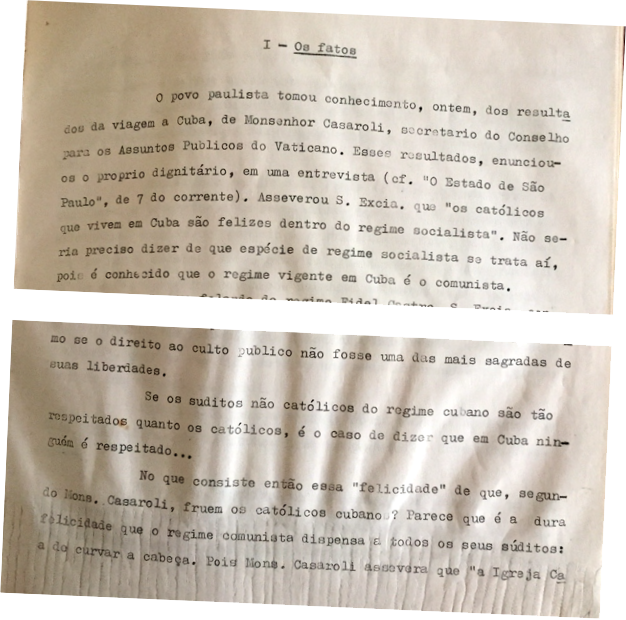 I - Os fatos
O povo paulista tomou conhecimento, ontem, dos resulta
dos da viagem a Cuba, de Monsenhor Casaroli, secretario do Conselho
para os Assuntos Publicos do Vaticano. Esses resultados, enunciou-
os o proprio dignitário, em uma entrevista (cf. "O Estado de São
Paulo", de 7 do corrente). Asseverou S. Excia. que "os católicos
que vivem em Cuba são felizes dentro do regime socialista". Não se-
ria preciso dizer de que espécie de regime socialista se trata aí,
pois é conhecido que o regime vigente em Cuba é o comunista.
regime Fidel Castro, S. Excia.
mo se o direito ao culto publico não fosse uma das mais sagradas de
suas liberdades.
Se os suditos não católicos do regime cubano são tão
respeitados quanto os católicos, é o caso de dizer que em Cuba nin-
guém é respeitado...
No que consiste então essa "felicidade" de que, segun-
do Mons. Casaroli, fruem os católicos cubanos? Parece que é a dura
felicidade que o regime comunista dispensa a todos os seus súditos:
a de curvar a cabeça. Pois Mons. Casaroli assevera que "a Igreja Ca